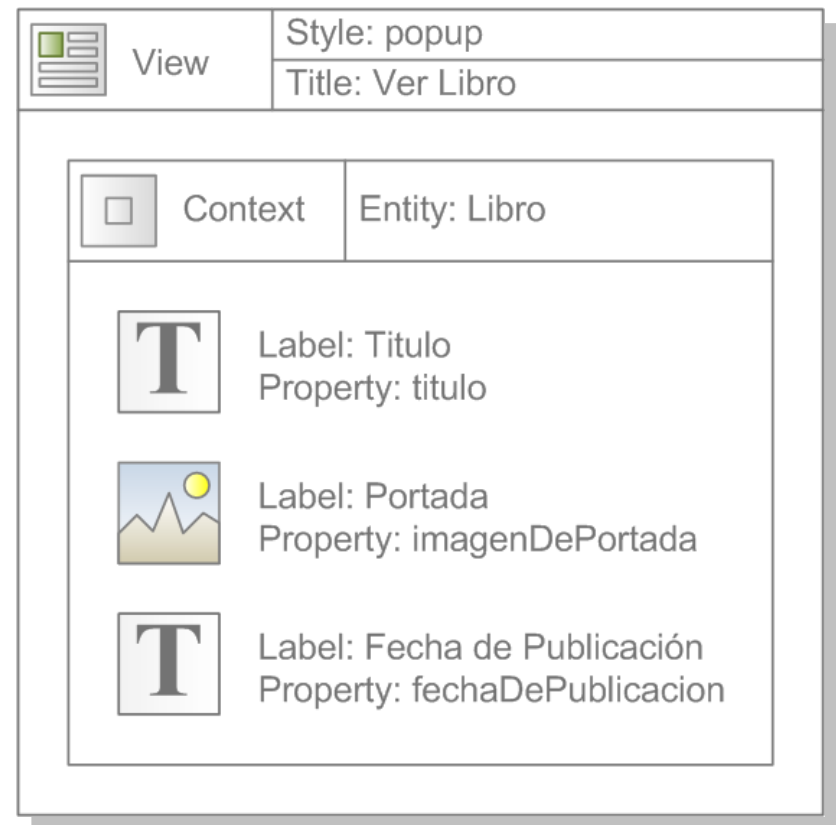 View
Style: popup
Title: Ver Libro
Context
Entity: Libro
T
Label: Titulo
Property: titulo
Label: Portada
Property: imagenDePortada
T
Label: Fecha de Publicación
Property: fechaDePublicacion